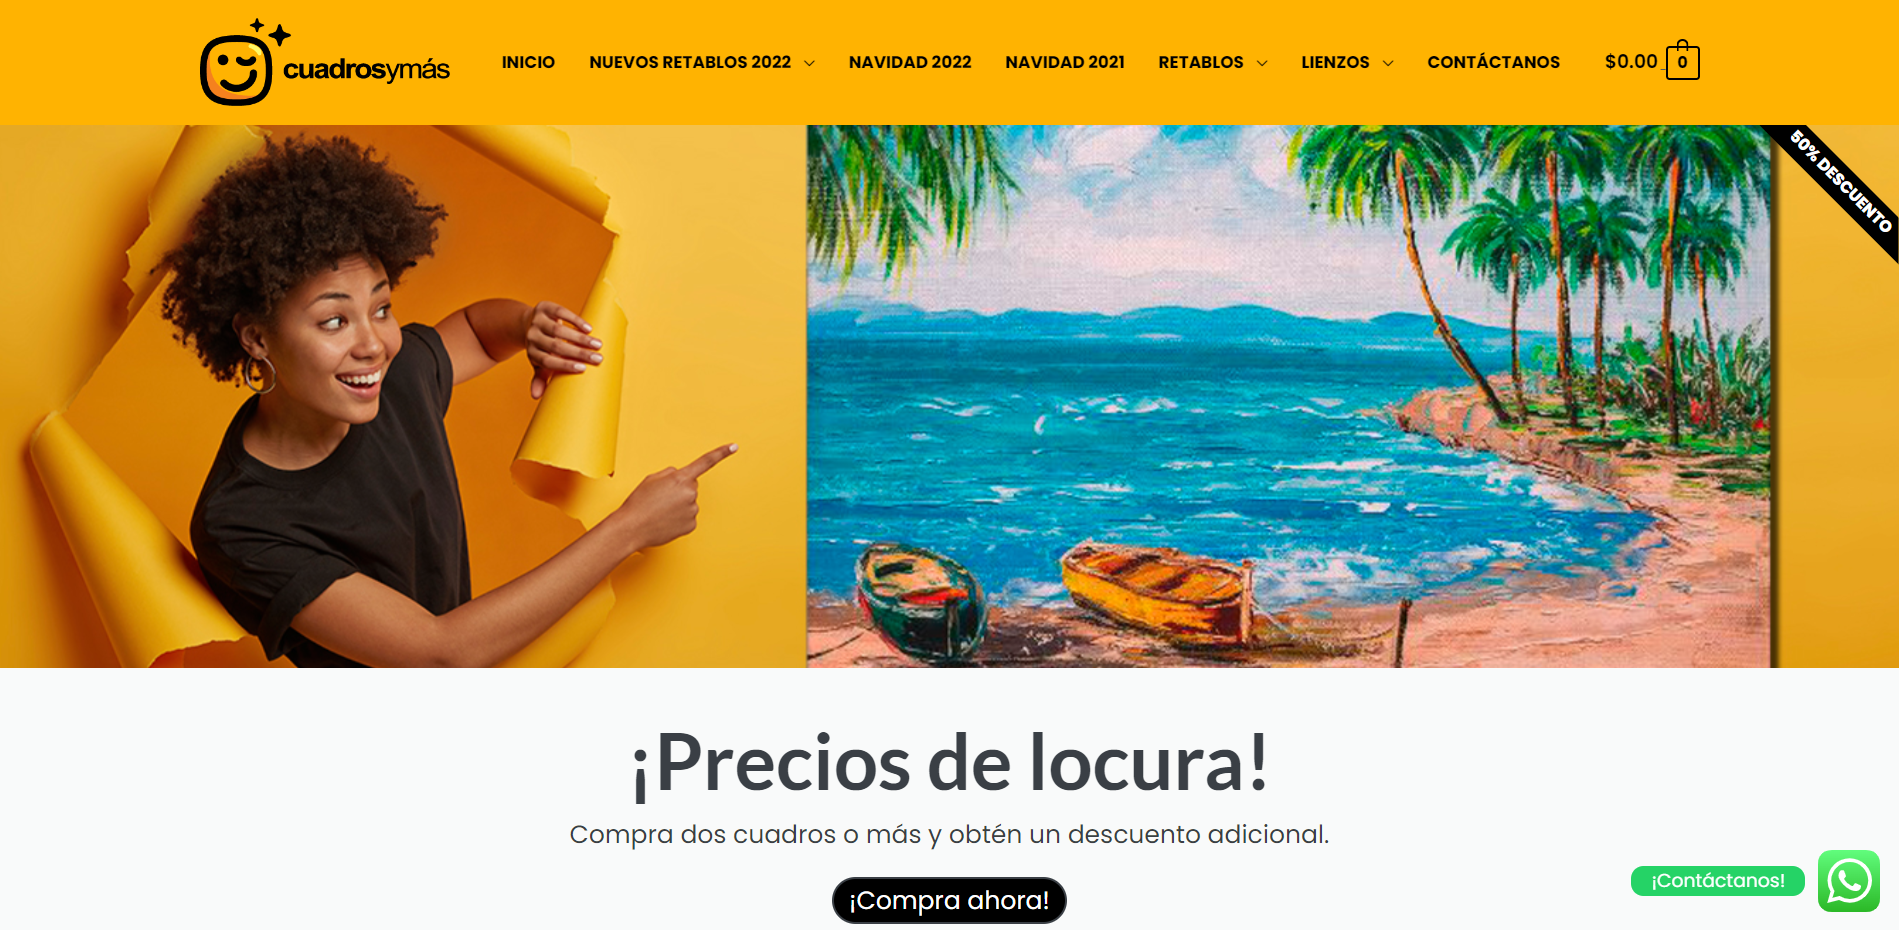 cuadrosymás
INICIO
NUEVOS RETABLOS 2022
NAVIDAD 2022
NAVIDAD 2021
RETABLOS
LIENZOS
CONTÁCTANOS
$0.00
0
50% DESCUENTO
¡Precios de locura!
Compra dos cuadros o más y obtén un descuento adicional.
¡Compra ahora!
¡Contáctanos!